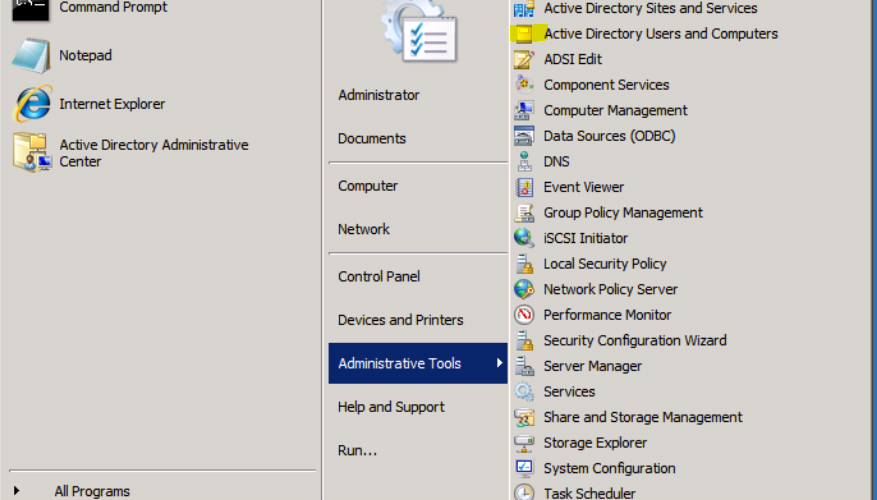 Command Prompt
Notepad
Internet Explorer
Active Directory Administrative
Center
All Programs
Administrator
Documents
Computer
Network
Control Panel
Devices and Printers
Administrative Tools
Help and Support
Run...
Active Directory Sites and Services
Active Directory Users and Computers
ADSI Edit
Component Services
Computer Management
Data Sources (ODBC)
DNS
Event Viewer
Group Policy Management
iSCSI Initiator
Local Security Policy
Network Policy Server
Performance Monitor
Security Configuration Wizard
Server Manager
Services
Share and Storage Management
Storage Explorer
System Configuration
Task Scheduler